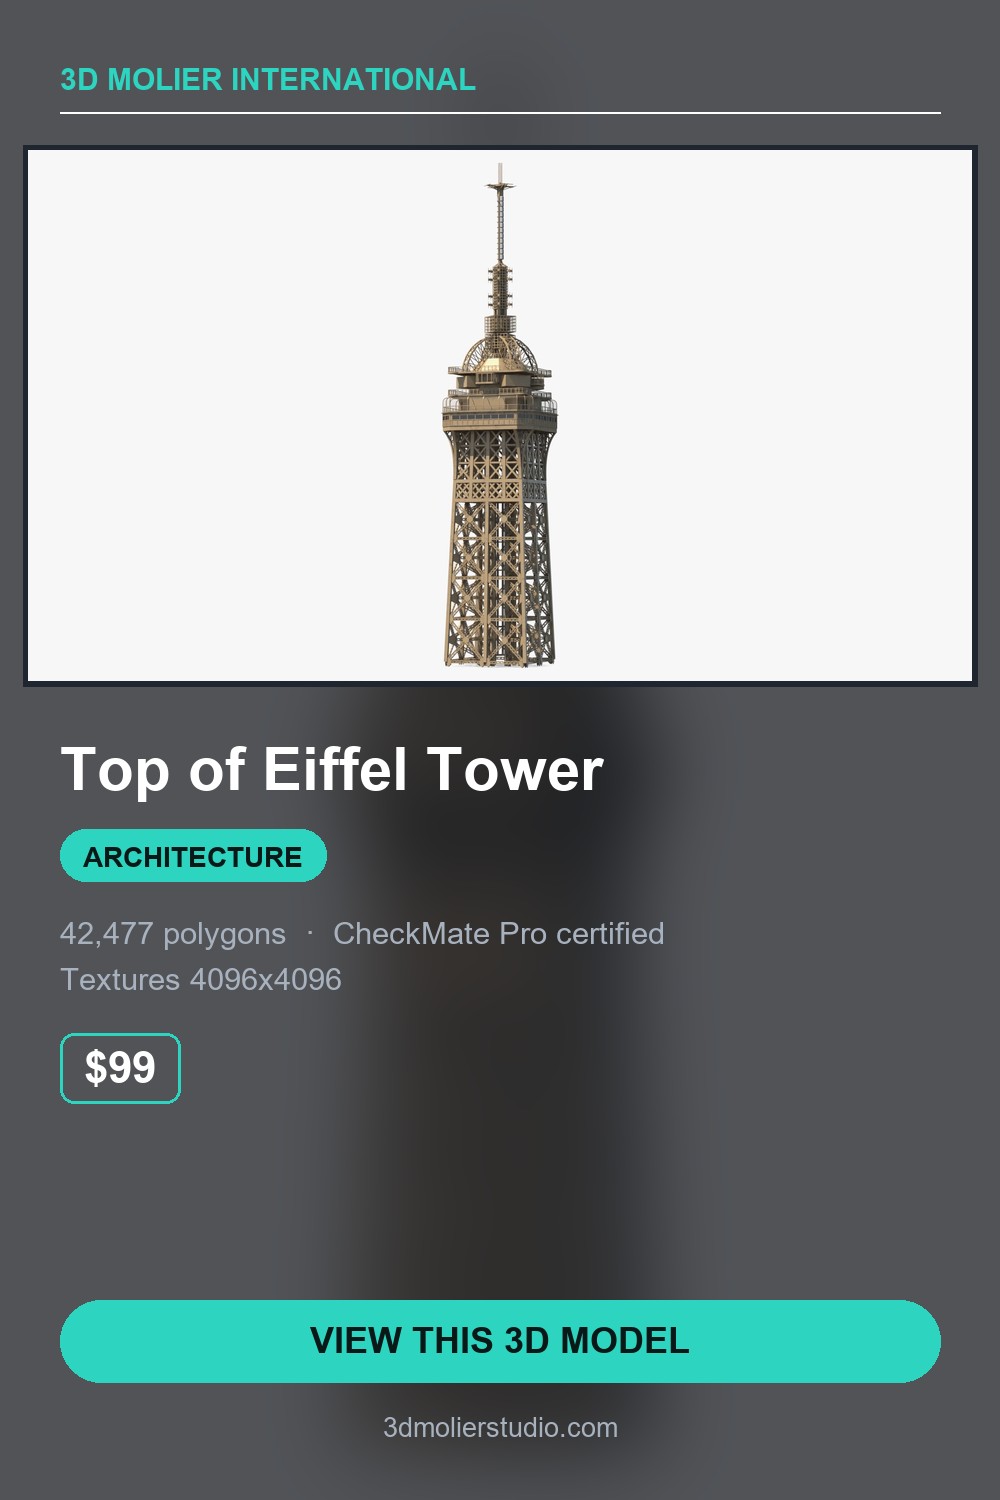 3D MOLIER INTERNATIONAL
Top of Eiffel Tower
ARCHITECTURE
42,477 polygons · CheckMate Pro certified
Textures 4096x4096
$99
VIEW THIS 3D MODEL
3dmolierstudio.com